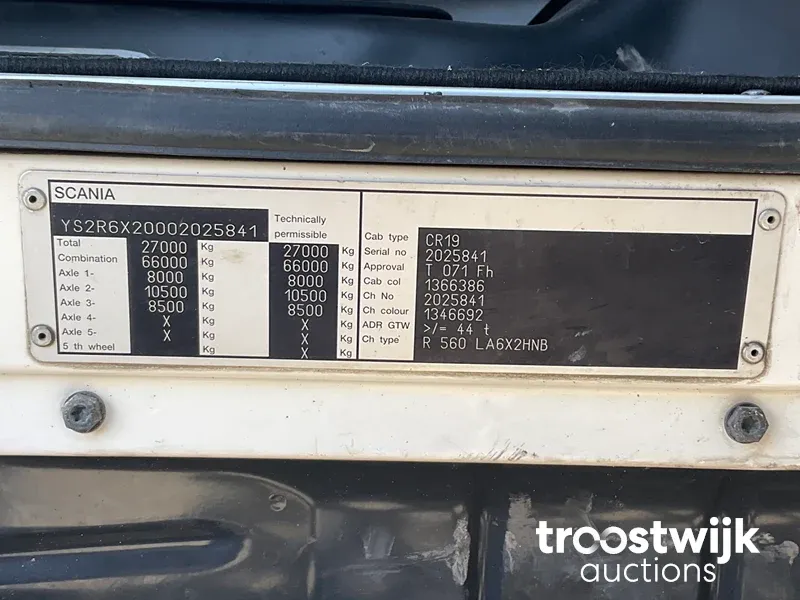 SCANIA
YS2R6X20002025841
Technically
permissible
Total 27000 Kg 27000 Kg
Combination 66000 Kg 66000 Kg
Axle 1- 8000 Kg 8000 Kg
Axle 2- 10500 Kg 10500 Kg
Axle 3- 8500 Kg 8500 Kg
Axle 4- X Kg X Kg
Axle 5- X Kg X Kg
5 th wheel Kg X Kg
Cab type CR19
Serial no 2025841
Approval T 071 Fh
Cab col 1366386
Ch No 2025841
Ch colour 1346692
ADR GTW >/= 44 t
Ch type R 560 LA6X2HNB
troostwijk
auctions